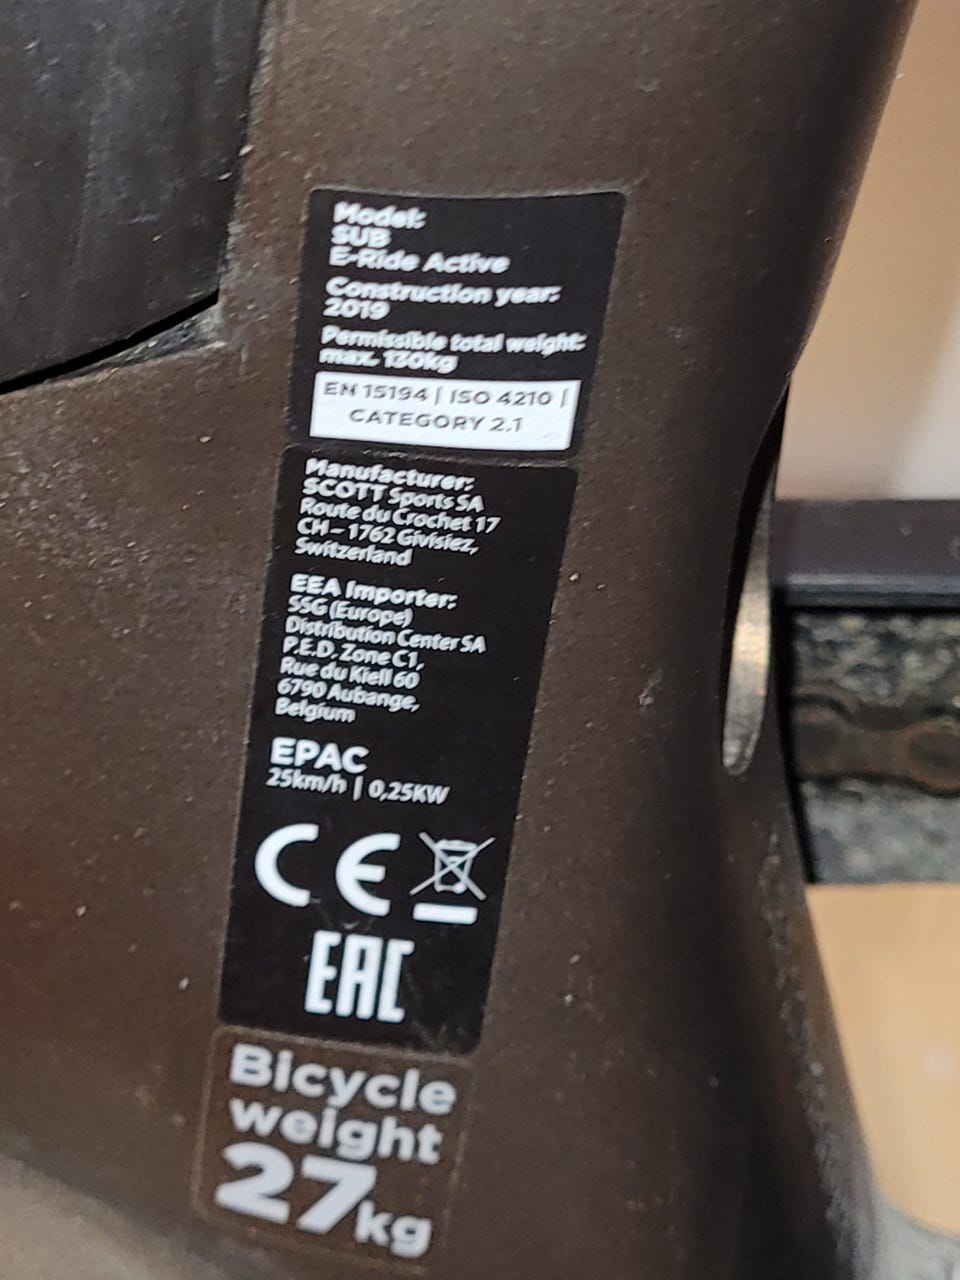 Model:
SUB
E-Ride Active
Construction year:
2019
Permissible total weight:
max. 130kg
EN 15194 | ISO 4210 |
CATEGORY 2.1
Manufacturer:
SCOTT Sports SA
Route du Crochet 17
CH – 1762 Givisiez,
Switzerland
EEA Importer:
SSG (Europe)
Distribution Center SA
P.E.D. Zone C1,
Rue du Kiell 60
6790 Aubange,
Belgium
EPAC
25km/h | 0,25KW
CE
EAC
Bicycle
weight
27kg